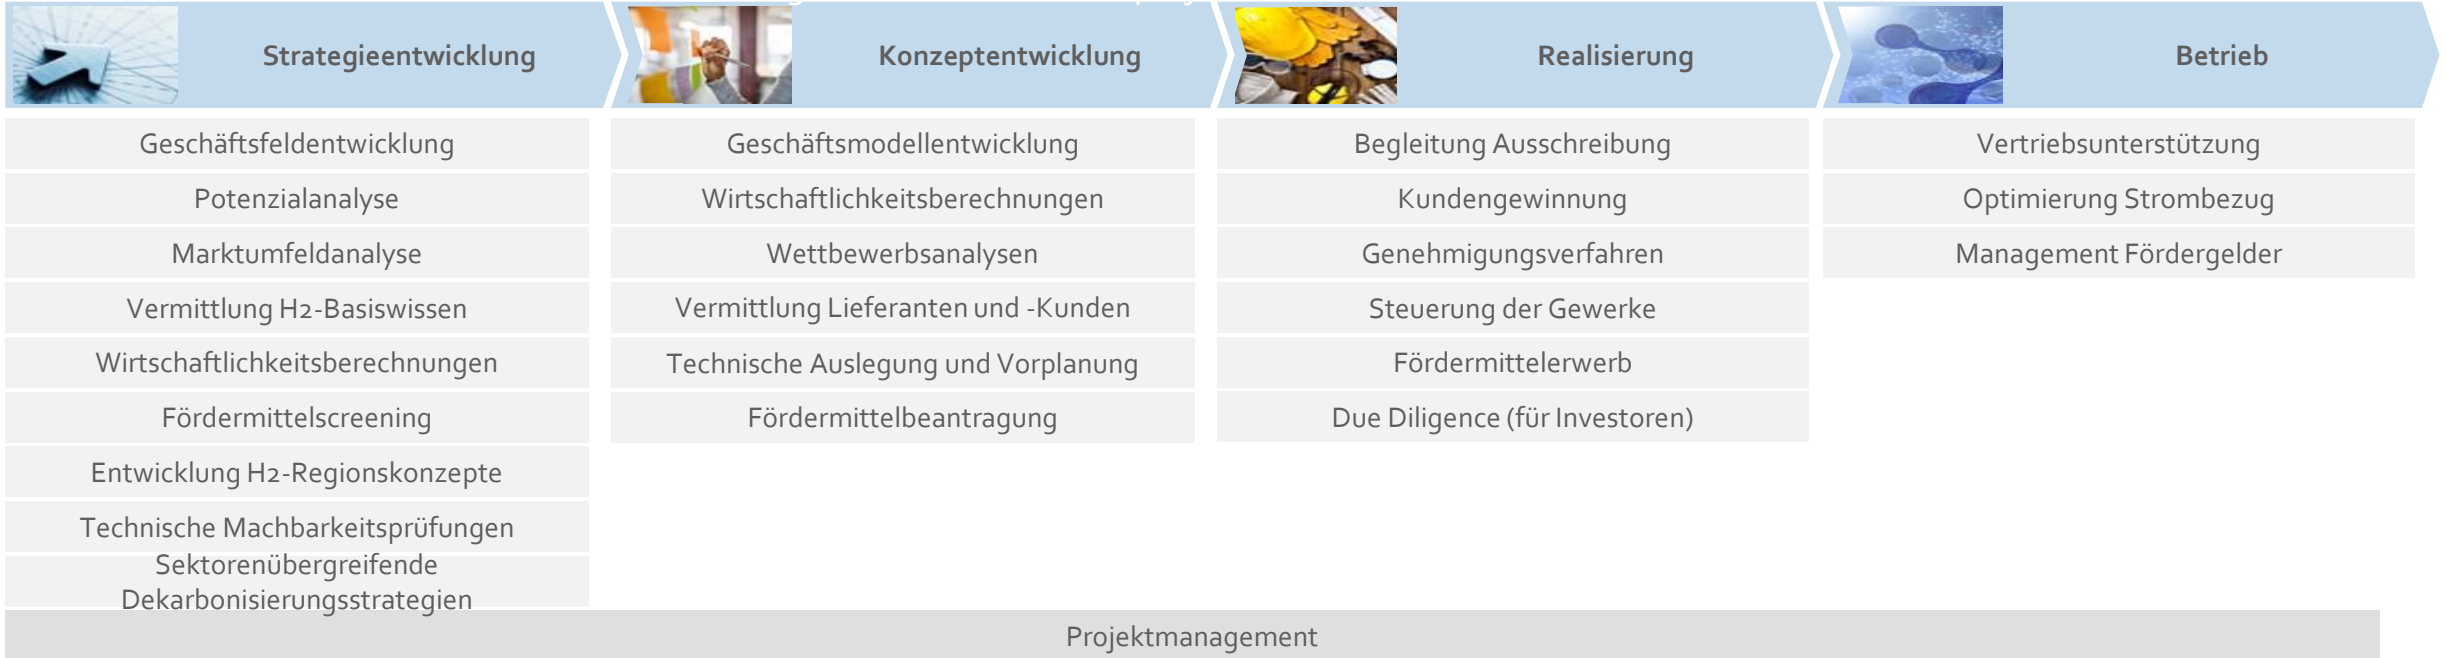 Strategieentwicklung
Konzeptentwicklung
Realisierung
Betrieb
Geschäftsfeldentwicklung
Potenzialanalyse
Marktumfeldanalyse
Vermittlung H2-Basiswissen
Wirtschaftlichkeitsberechnungen
Fördermittelscreening
Entwicklung H2-Regionskonzepte
Technische Machbarkeitsprüfungen
Sektorenübergreifende
Dekarbonisierungsstrategien
Geschäftsmodellentwicklung
Wirtschaftlichkeitsberechnungen
Wettbewerbsanalysen
Vermittlung Lieferanten und -Kunden
Technische Auslegung und Vorplanung
Fördermittelbeantragung
Begleitung Ausschreibung
Kundengewinnung
Genehmigungsverfahren
Steuerung der Gewerke
Fördermittelerwerb
Due Diligence (für Investoren)
Vertriebsunterstützung
Optimierung Strombezug
Management Fördergelder
Projektmanagement